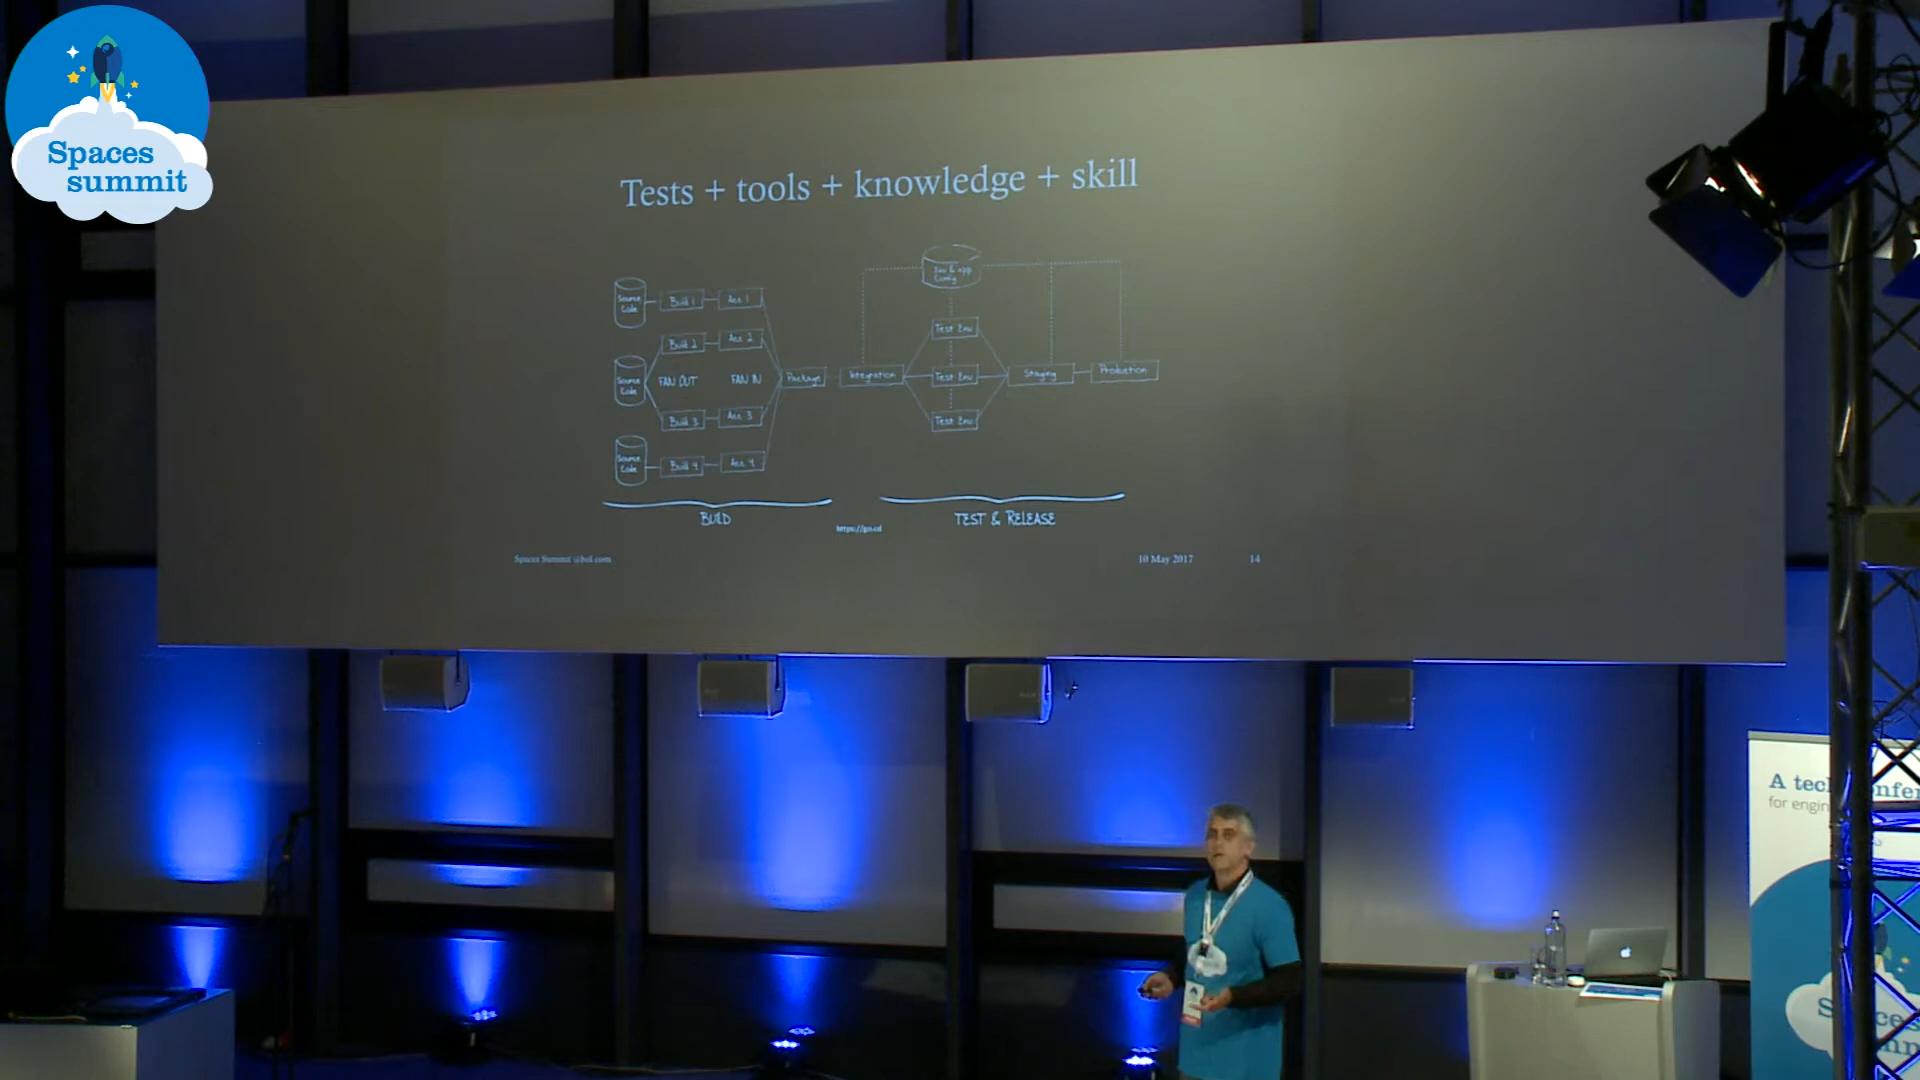 Spaces
summit
Tests + tools + knowledge + skill
Env & app
Config
Source
Code
Build 1
Acc 1
Test Env
Build 2
Acc 2
Source
Code
FAN OUT
FAN IN
Package
Integration
Test Env
Staging
Production
Build 3
Acc 3
Test Env
Source
Code
Build 4
Acc 4
BUILD
TEST & RELEASE
https://go.cd
Spaces Summit @bol.com
10 May 2017
14
A tec
nfe
for engin